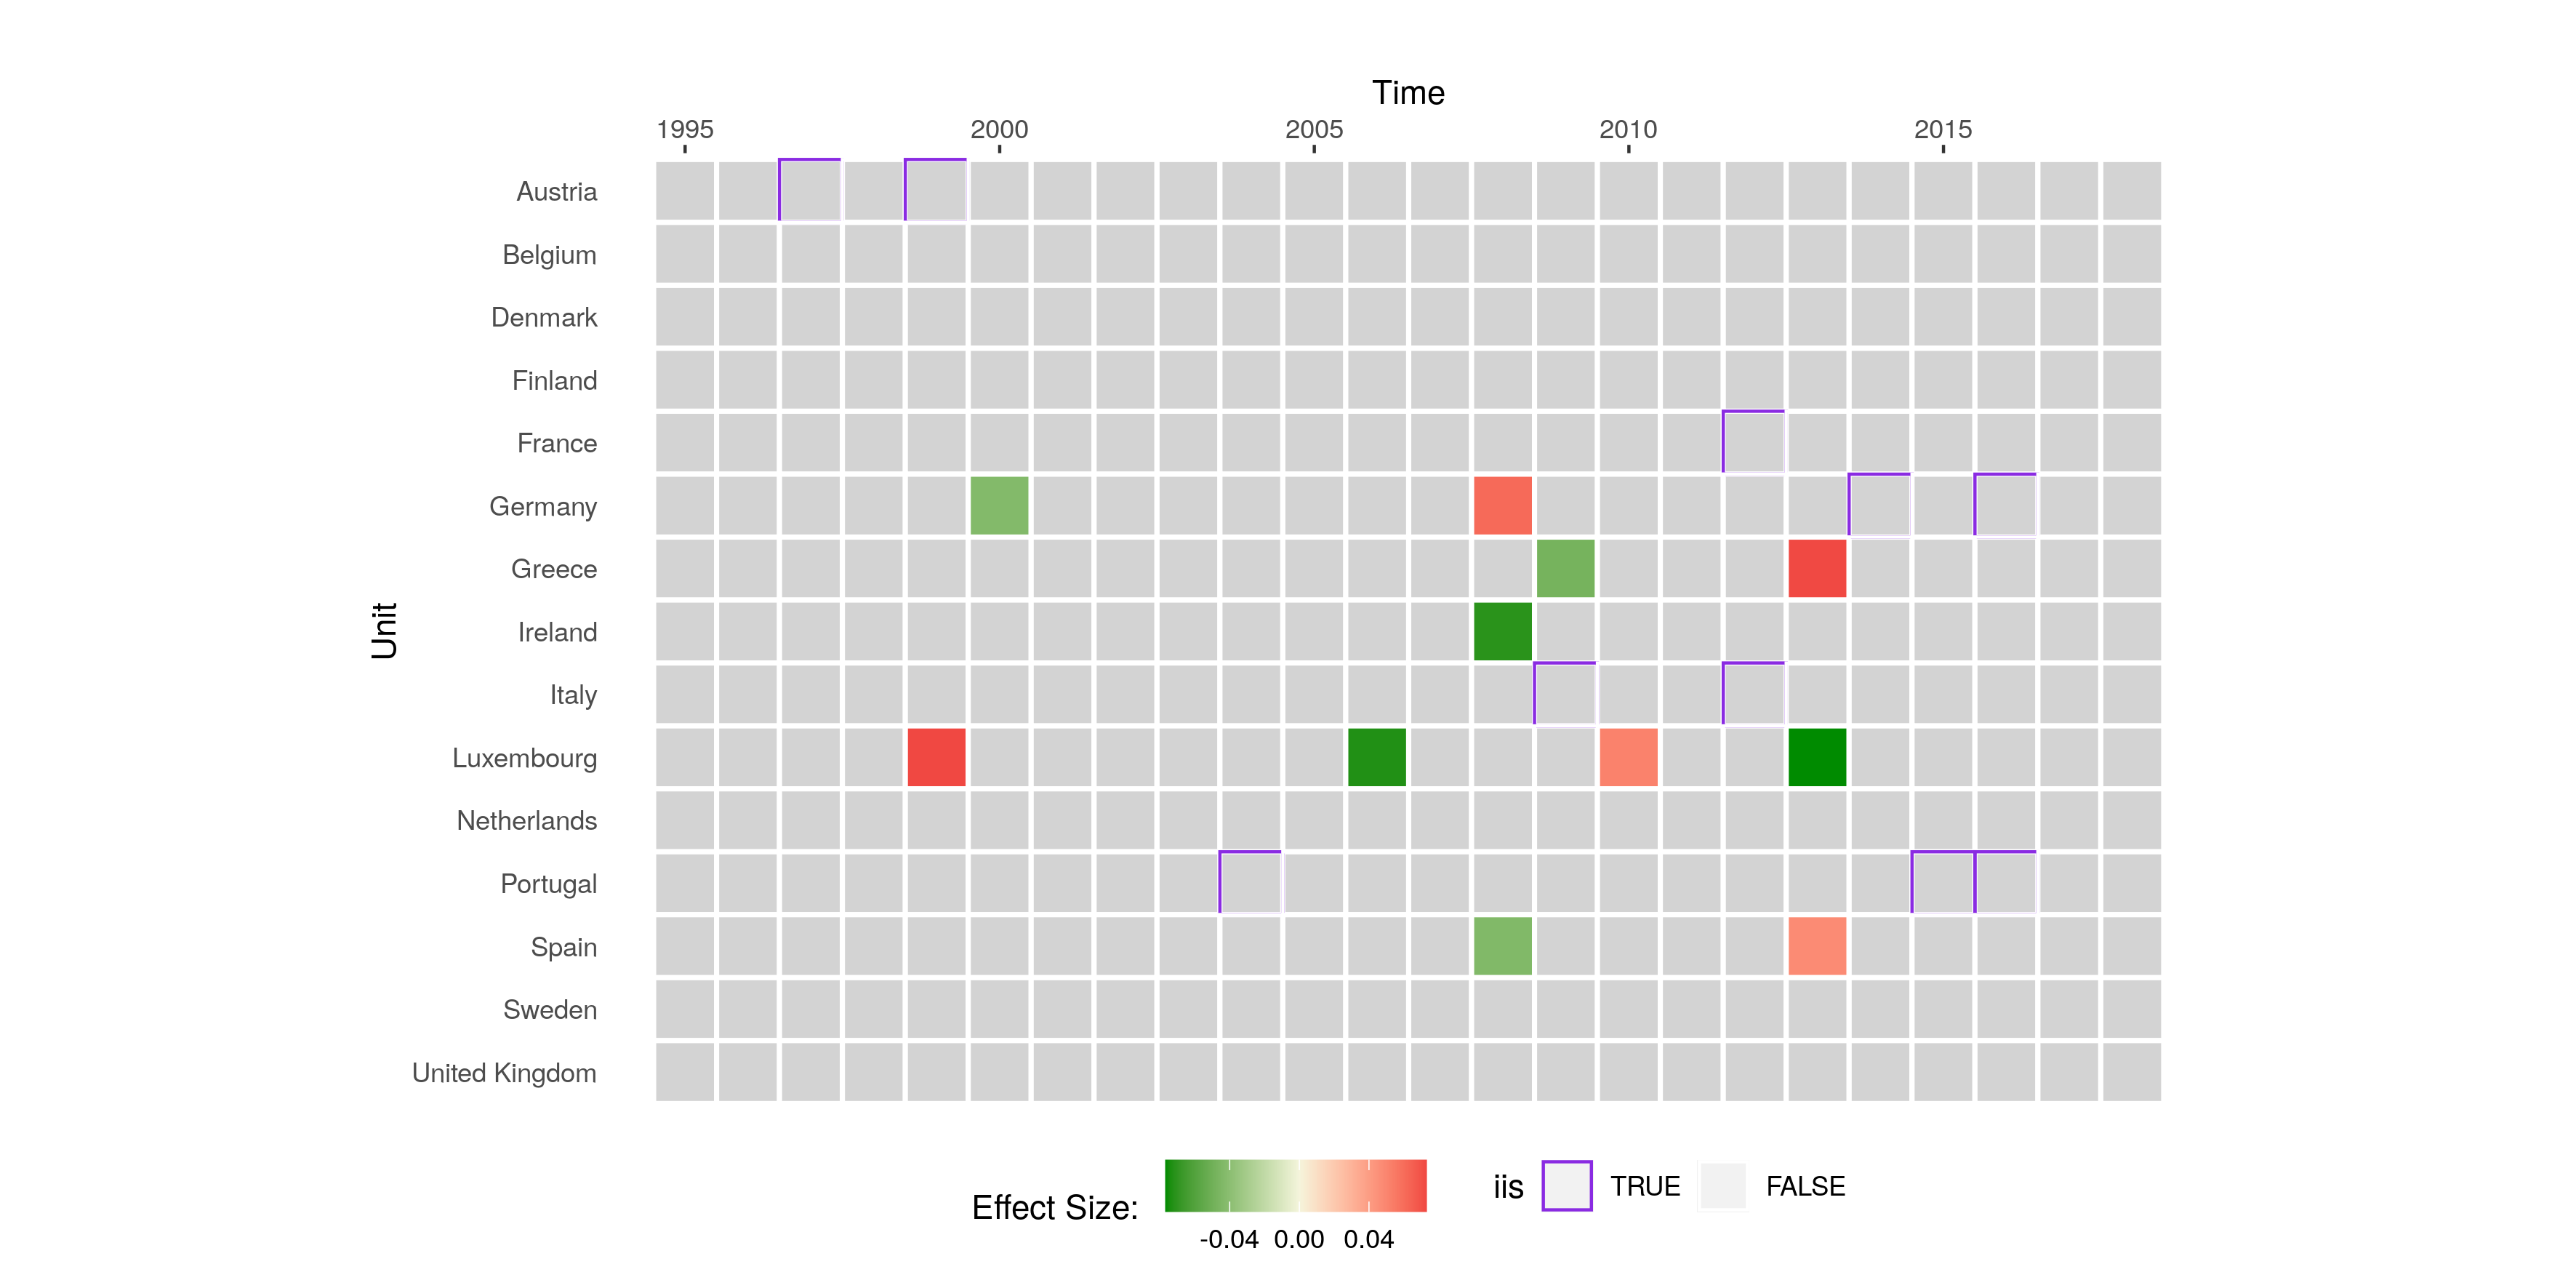 Time
1995 2000 2005 2010 2015
Austria
Belgium
Denmark
Finland
France
Germany
Greece
Unit
Ireland
Italy
Luxembourg
Netherlands
Portugal
Spain
Sweden
United Kingdom
Effect Size:
-0.04 0.00 0.04
iis TRUE FALSE